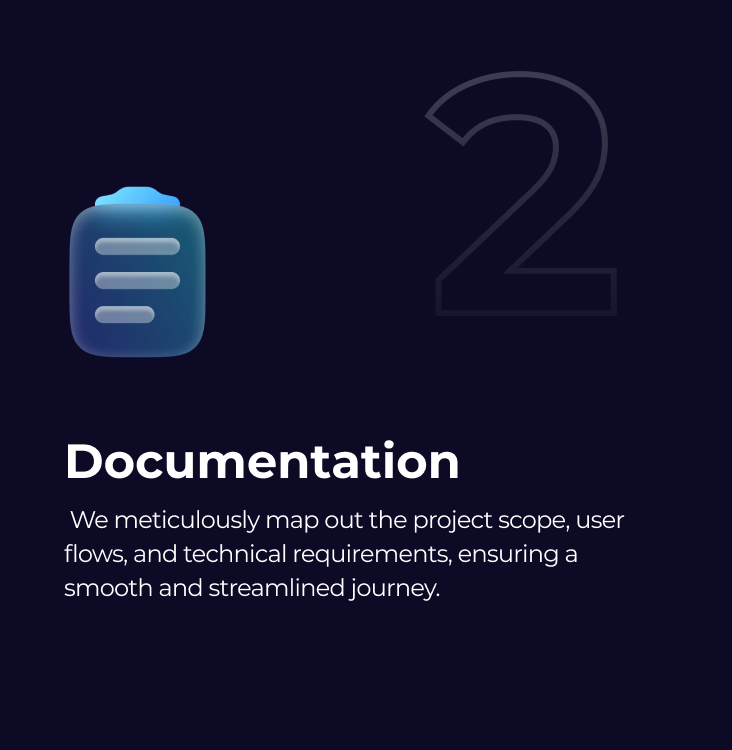 2
Documentation
We meticulously map out the project scope, user
flows, and technical requirements, ensuring a
smooth and streamlined journey.